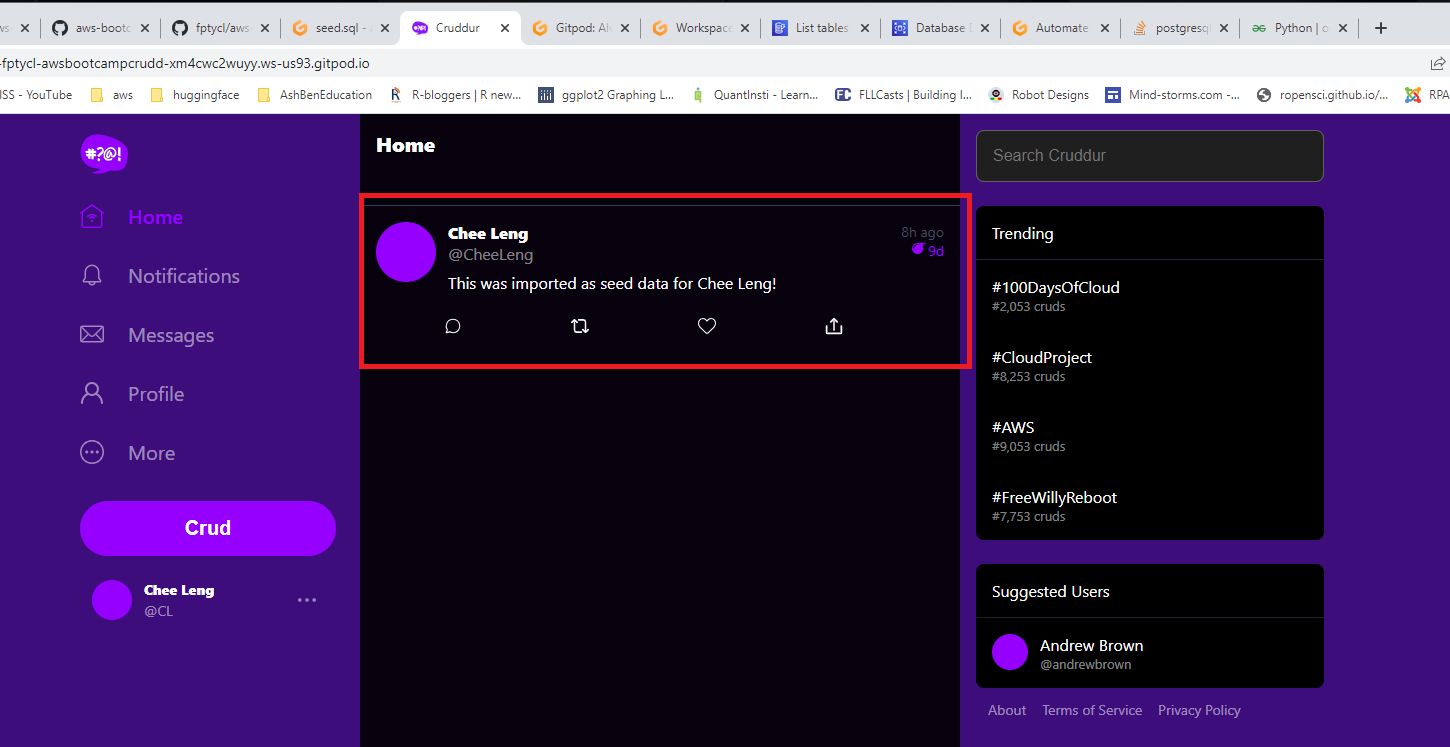 ws
aws-bootc
fptycl/aws
seed.sql - a
Cruddur
Gitpod: Al
Workspace
List tables
Database D
Automate
postgresql
Python | o
-fptycl-awsbootcampcrudd-xm4cwc2wuyy.ws-us93.gitpod.io
ISS - YouTube
aws
huggingface
AshBenEducation
R-bloggers | R new...
ggplot2 Graphing L...
QuantInsti - Learn...
FLLCasts | Building I...
Robot Designs
Mind-storms.com -...
ropensci.github.io/...
RPA
#?@!
Home
Notifications
Messages
Profile
More
Crud
Chee Leng
@CL
Home
Chee Leng
8h ago
@CheeLeng
9d
This was imported as seed data for Chee Leng!
Search Cruddur
Trending
#100DaysOfCloud
#2,053 cruds
#CloudProject
#8,253 cruds
#AWS
#9,053 cruds
#FreeWillyReboot
#7,753 cruds
Suggested Users
Andrew Brown
@andrewbrown
About
Terms of Service
Privacy Policy